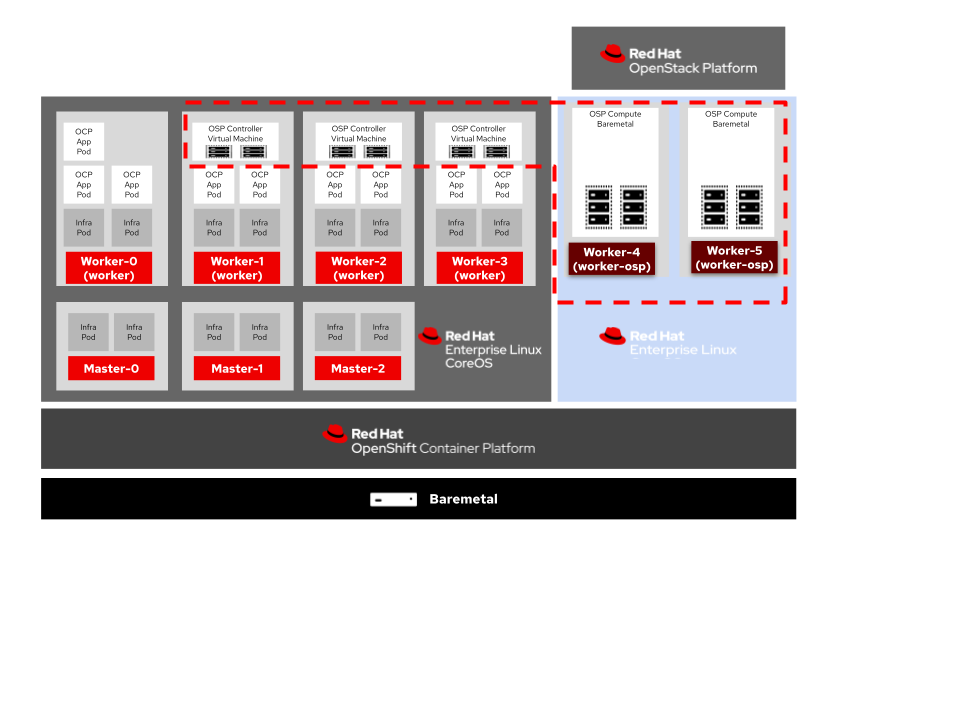 Red Hat
OpenStack Platform
OCP
App
Pod
OSP Controller
Virtual Machine
OSP Controller
Virtual Machine
OSP Controller
Virtual Machine
OSP Compute
Baremetal
OSP Compute
Baremetal
OCP
App
Pod
OCP
App
Pod
OCP
App
Pod
OCP
App
Pod
OCP
App
Pod
OCP
App
Pod
OCP
App
Pod
OCP
App
Pod
Infra
Pod
Infra
Pod
Infra
Pod
Infra
Pod
Infra
Pod
Infra
Pod
Infra
Pod
Infra
Pod
Worker-0
(worker)
Worker-1
(worker)
Worker-2
(worker)
Worker-3
(worker)
Worker-4
(worker-osp)
Worker-5
(worker-osp)
Infra
Pod
Infra
Pod
Infra
Pod
Infra
Pod
Infra
Pod
Infra
Pod
Master-0
Master-1
Master-2
Red Hat
Enterprise Linux
CoreOS
Red Hat
Enterprise Linux
Red Hat
OpenShift Container Platform
Baremetal